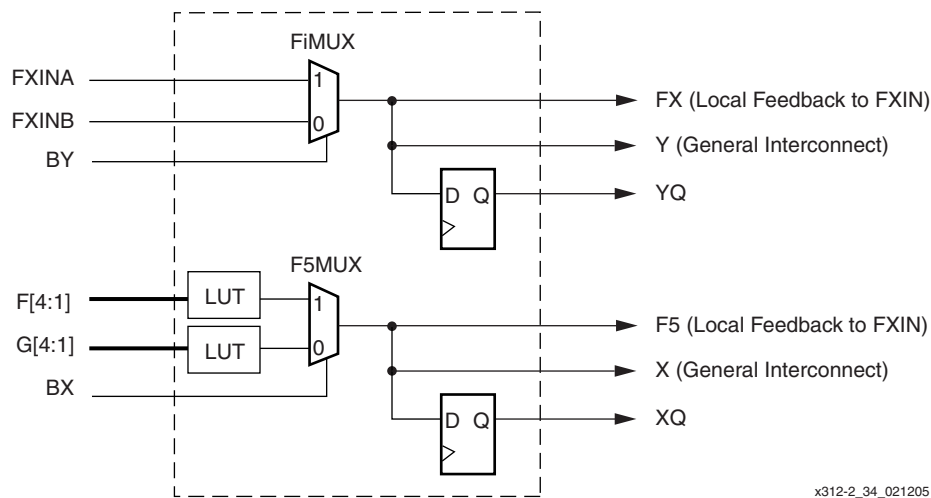 FiMUX
FXINA
1
FX (Local Feedback to FXIN)
FXINB
0
Y (General Interconnect)
BY
D Q
YQ
F5MUX
F[4:1]
LUT
1
F5 (Local Feedback to FXIN)
G[4:1]
LUT
0
X (General Interconnect)
BX
D Q
XQ
x312-2_34_021205